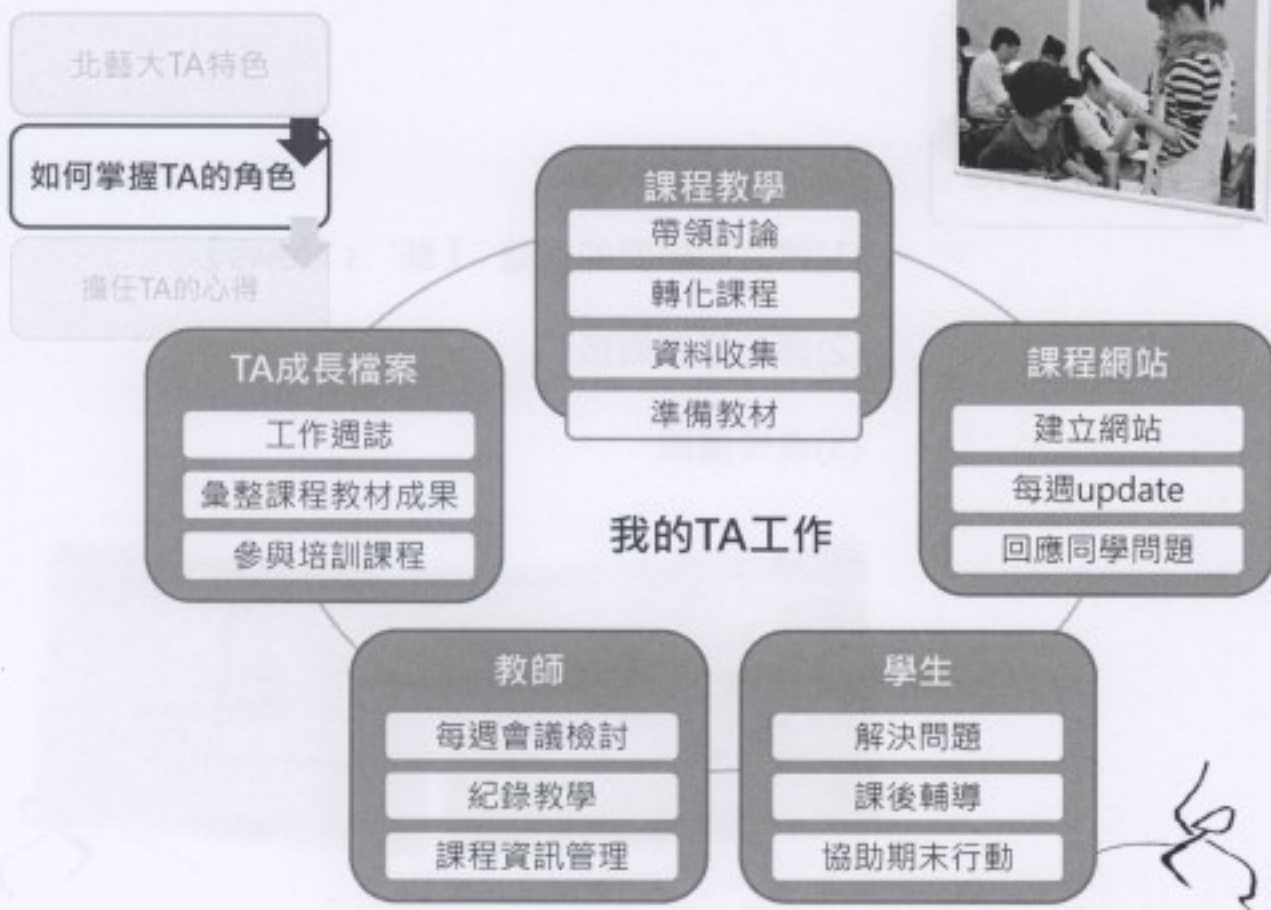 北藝大TA特色
如何掌握TA的角色
擔任TA的心得
課程教學
帶領討論
轉化課程
資料收集
準備教材
TA成長檔案
工作週誌
彙整課程教材成果
參與培訓課程
課程網站
建立網站
每週update
回應同學問題
我的TA工作
教師
每週會議檢討
紀錄教學
課程資訊管理
學生
解決問題
課後輔導
協助期末行動